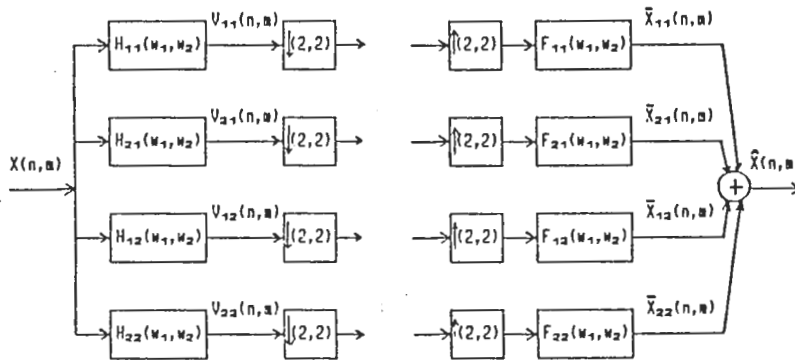 V₁₁(n,m) X̄₁₁(n,m)
H₁₁(w₁,w₂) ↓(2,2) ↑(2,2) F₁₁(w₁,w₂)
V₂₁(n,m) X̄₂₁(n,m)
H₂₁(w₁,w₂) ↓(2,2) ↑(2,2) F₂₁(w₁,w₂)
X(n,m) X̂(n,m)
+
V₁₂(n,m) X̄₁₂(n,m)
H₁₂(w₁,w₂) ↓(2,2) ↑(2,2) F₁₂(w₁,w₂)
V₂₂(n,m) X̄₂₂(n,m)
H₂₂(w₁,w₂) ↓(2,2) ↑(2,2) F₂₂(w₁,w₂)